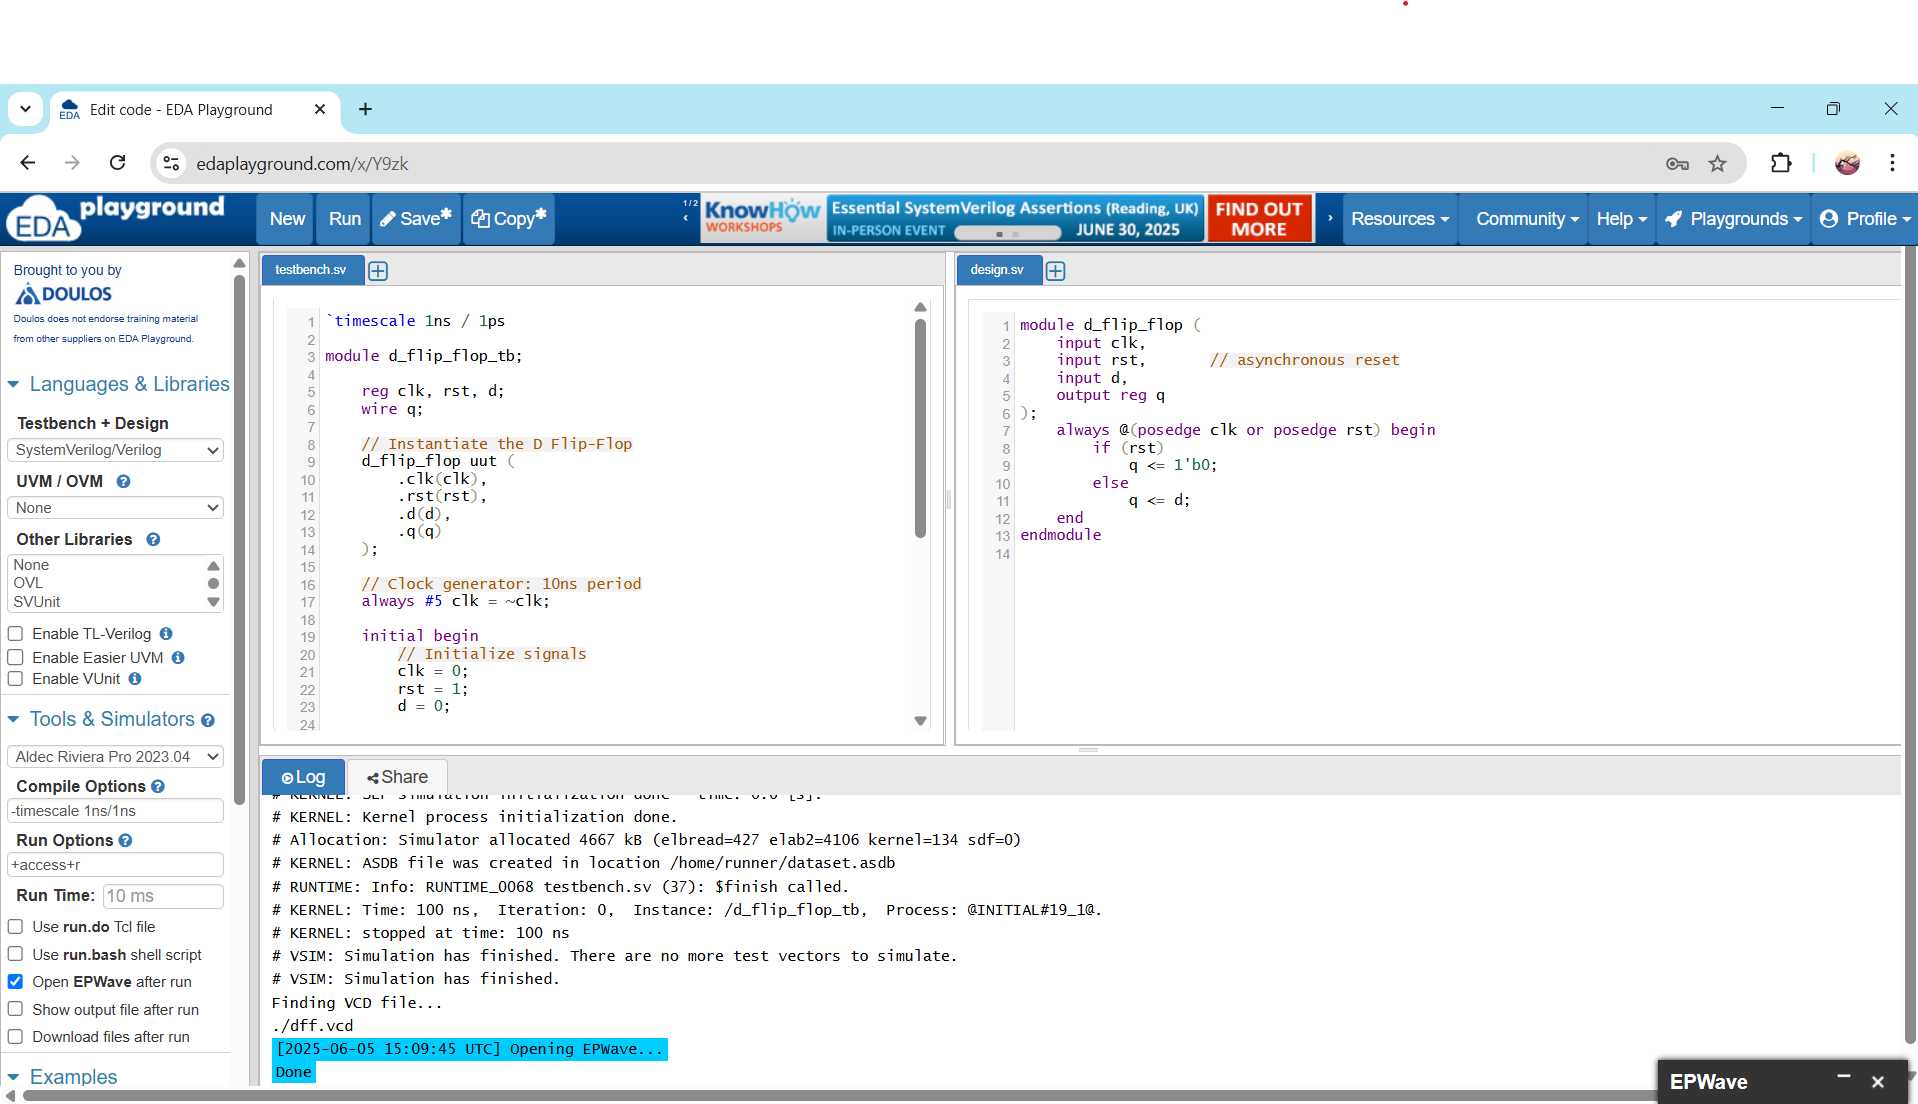 Edit code - EDA Playground
edaplayground.com/x/Y9zk
EDA playground
New
Run
Save*
Copy*
1/2
KnowHow WORKSHOPS
Essential SystemVerilog Assertions (Reading, UK)
IN-PERSON EVENT
JUNE 30, 2025
FIND OUT MORE
Resources
Community
Help
Playgrounds
Profile
Brought to you by
DOULOS
Doulos does not endorse training material
from other suppliers on EDA Playground.
Languages & Libraries
Testbench + Design
SystemVerilog/Verilog
UVM / OVM
None
Other Libraries
None
OVL
SVUnit
Enable TL-Verilog
Enable Easier UVM
Enable VUnit
Tools & Simulators
Aldec Riviera Pro 2023.04
Compile Options
-timescale 1ns/1ns
Run Options
+access+r
Run Time: 10 ms
Use run.do Tcl file
Use run.bash shell script
Open EPWave after run
Show output file after run
Download files after run
Examples
testbench.sv
1 `timescale 1ns / 1ps
2
3 module d_flip_flop_tb;
4
5 reg clk, rst, d;
6 wire q;
7
8 // Instantiate the D Flip-Flop
9 d_flip_flop uut (
10 .clk(clk),
11 .rst(rst),
12 .d(d),
13 .q(q)
14 );
15
16 // Clock generator: 10ns period
17 always #5 clk = ~clk;
18
19 initial begin
20 // Initialize signals
21 clk = 0;
22 rst = 1;
23 d = 0;
24
design.sv
1 module d_flip_flop (
2 input clk,
3 input rst, // asynchronous reset
4 input d,
5 output reg q
6 );
7 always @(posedge clk or posedge rst) begin
8 if (rst)
9 q <= 1'b0;
10 else
11 q <= d;
12 end
13 endmodule
14
Log
Share
# KERNEL: SLP simulation initialization done - time: 0.0 [s].
# KERNEL: Kernel process initialization done.
# Allocation: Simulator allocated 4667 kB (elbread=427 elab2=4106 kernel=134 sdf=0)
# KERNEL: ASDB file was created in location /home/runner/dataset.asdb
# RUNTIME: Info: RUNTIME_0068 testbench.sv (37): $finish called.
# KERNEL: Time: 100 ns, Iteration: 0, Instance: /d_flip_flop_tb, Process: @INITIAL#19_1@.
# KERNEL: stopped at time: 100 ns
# VSIM: Simulation has finished. There are no more test vectors to simulate.
# VSIM: Simulation has finished.
Finding VCD file...
./dff.vcd
[2025-06-05 15:09:45 UTC] Opening EPWave...
Done
EPWave